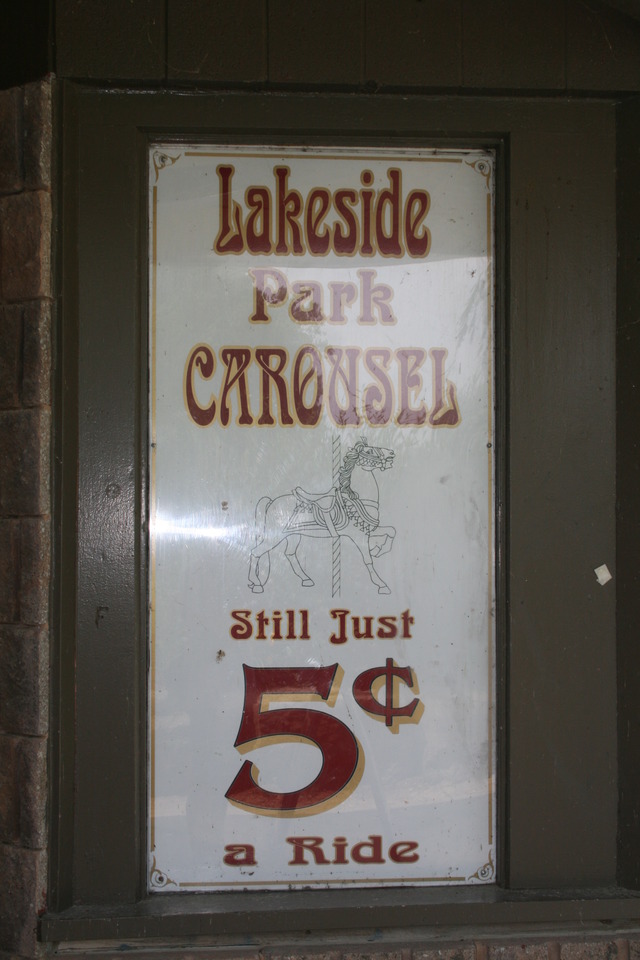 Lakeside
Park
CAROUSEL
Still Just
5¢
a Ride